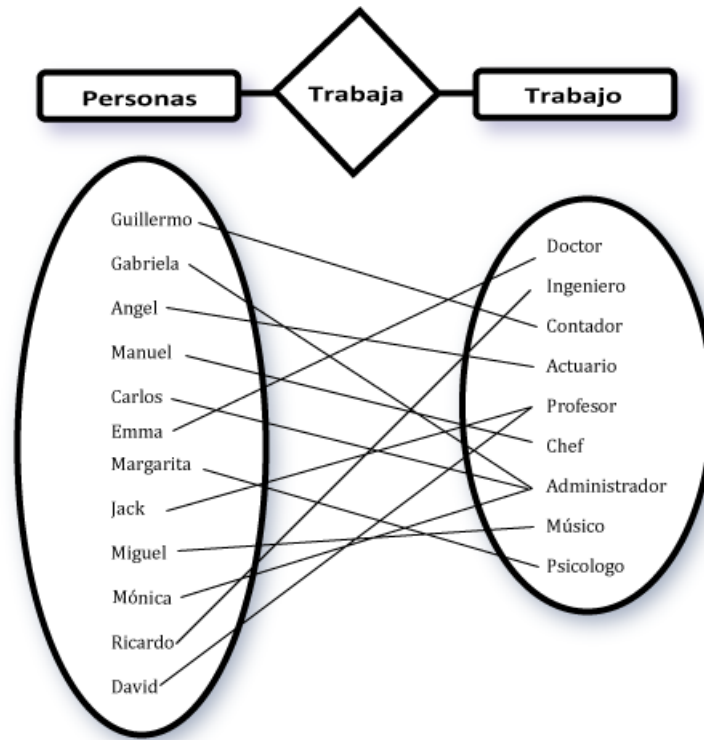 Personas
Trabaja
Trabajo
Guillermo
Gabriela
Angel
Manuel
Carlos
Emma
Margarita
Jack
Miguel
Mónica
Ricardo
David
Doctor
Ingeniero
Contador
Actuario
Profesor
Chef
Administrador
Músico
Psicologo